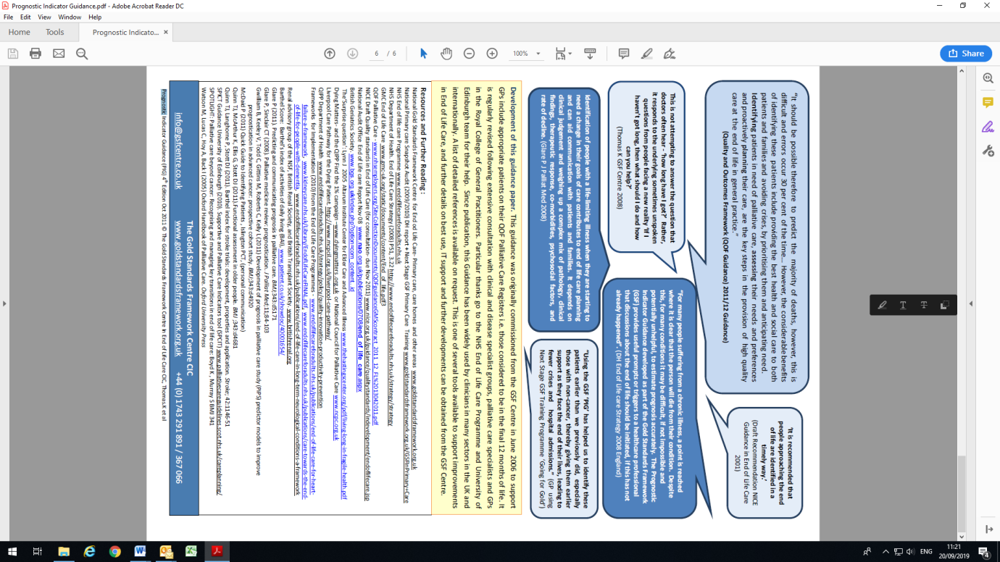 Prognostic Indicator Guidance.pdf - Adobe Acrobat Reader DC
File Edit View Window Help
Home Tools Prognostic Indicato... ×
6 / 6 100% Share
"It should be possible therefore to predict the majority of deaths, however, this is
difficult and errors occur 30 per cent of the time... However, the considerable benefits
of identifying these patients include providing the best health and social care to both
patients and families and avoiding crises, by prioritising them and anticipating need.
Identifying patients in need of palliative care, assessing their needs and preferences
and proactively planning their care, are the key steps in the provision of high quality
care at the end of life in general practice."
(Quality and Outcomes Framework (QOF Guidance) 2011/12 Guidance)
'It is recommended that
people approaching the end
of life are identified in a
timely way.'
(Draft Recommendation NICE
Guidance in End of Life Care
2001)
This is not attempting to answer the question that
doctors often hear - 'how long have I got?' Rather,
it responds to the underlying sometimes unspoken
questions from people facing a new reality 'If I
haven't got long, then what should I do and how
can you help?'
(Thomas K GSF Centre 2008)
"For many people suffering from a chronic illness, a point is reached
where it is clear that the person will die from their condition. Despite
this, for many conditions it may be difficult, if not impossible and
potentially unhelpful, to estimate prognosis accurately. The Prognostic
Indicator Guidance developed as part of the Gold Standards Framework
(GSF) provides useful prompts or triggers to a healthcare professional
that discussions about the end of life should be initiated, if this has not
already happened". (DH End of Life care Strategy 2008 England)
Identification of people with a life-limiting illness when they are starting to
need a change in their goals of care contributes to end of life care planning
and can aid communication with patients and families. It depends on
clinical judgement and weighing up a complex mix of pathology, clinical
findings, therapeutic response, co-morbidities, psychosocial factors, and
rate of decline. (Glare P J Palliat Med 2008)
"Using the GSF 'PIG' has helped us to identify these
patients earlier than we previously did, especially
those with non-cancer, thereby giving them earlier
support as they face the end of their lives, leading to
fewer crises and hospital admissions." (GP using
Next Stage GSF Training Programme 'Going for Gold')
Development of this guidance paper. This guidance was originally commissioned from the GSF Centre in June 2006 to support
GPs include appropriate patients on their QOF Palliative Care Registers i.e. those considered to be in the final 12 months of life. It
is regularly revised following extensive consultation with clinical and disease specialist groups, palliative care specialists and GPs
in the Royal College of General Practitioners. Particular thanks go to the NHS End of Life Care Programme and University of
Edinburgh team for their help. Since publication, this Guidance has been widely used by clinicians in many sectors in the UK and
internationally. A list of detailed references is available on request. This is one of several tools available to support improvements
in End of Life Care, and further details on best use, IT support and further developments can be obtained from the GSF Centre.
Resources and Further Reading :
National Gold Standards Framework Centre for End od Life Care- Primary care, care homes and other areas www.goldstandardsframework.org.uk
National Primary care Snapshot Audit (2009/2010) DH report + Next Stage GSF Primary Care Training www.goldstandardsframework.org.uk/GSFInPrimary+Care
NHS End of life care Programme www.endoflifecareforadults.nhs.uk
NHS Department of Health. End of Life Care Strategy (2008) P51, 3.22 http://www.endoflifecareforadults.nhs.uk/strategy/strategy
GMC End of Life Care www.gmc-uk.org/static/documents/content/End_of_life.pdf3
QOF Palliative Care -
NICE Draft Quality standards in End of Life Care (for consultation- due Nov 2011) www.nice.org.uk/guidance/qualitystandards/indevelopment/endoflifecare.jsp
National Audit Office End of Life care Report Nov 08 www.nao.org.uk/publications/0708/end_of_life_care.aspx
British Geriatrics Society www.bgs.org.uk/index.php?option=com_content_id
The 'Surprise question': Lynn J 2005 Altarum Institute Center for Elder Care and Advanced Illness www.thehastingscenter.org/pdf/living-long-in-fragile-health.pdf
Dying Matters- and the QIPP Find the 1% campaign –www.dyingmatters.org.uk or National Council for Palliative Care www.ncpc.org.uk
Liverpool Care Pathway for the Dying Patient. http://www.mcpcil.org.uk/liverpool-care-pathway/
QIPP Department of Health www.endoflifecareforadults.nhs.uk/strategy/policy/quality-innovation-productivity-prevention
Frameworks for implementation (2010) from the End of Life Care Programmes -
Renal advisory group of the NSF, British Renal Society, and British Transplant Society. www.britishrenal.org
Barthel Score: Barthel's index of activities of daily living (BAI), www.patient.co.uk/showdoc/40001654/
Glare P (2011). Predicting and communicating prognosis in palliative care. BMJ;343:d5171
Glare P, Sinclair CT (2008). Palliative medicine review: prognostication. J Palliat Med;11;84-103
Gwilliam B, Keeley V, Todd C, Gittins M, Roberts C, Kelly L (2011) Development of prognosis in palliative care study (PiPS) predictor models to improve
prognostication in advanced cancer: prospective cohort study. BMJ;343:d4920
McDaid P (2011) Quick Guide to Identifying Patients , Islington PCT, (personal communication)
Quinn TJ, McArthur K, Ellis G, Stott DJ (2011).Functional assessment in older people. BMJ ;343:d4681
Quinn TJ, Langhorne P, Stott DJ (2011). Barthel index for stroke trials: development, properties and application. Stroke; 42:1146-51
SPICT Guidance University of Edinburgh (2010), Supportive and Palliative Care Indicators tool (SPCIT) www.palliativecareguidelines.scot.nhs.uk/careplanning/
SPOTLIGHT: Palliative care beyond cancer: Recognising and managing key transitions in end of life care: Boyd K, Murray S BMJ 341
Watson M, Lucas C, Hoy A, Back I (2005) Oxford Handbook of Palliative Care. Oxford University Press
The Gold Standards Framework Centre CIC
info@gsfcentre.co.uk www.goldstandardsframework.org.uk +44 (0) 1743 291 891 / 367 066
Prognostic Indicator Guidance (PIG) 4th Edition Oct 2011 © The Gold Standards Framework Centre In End of Life Care CIC, Thomas.K et al
ENG
11:21
20/09/2019
4